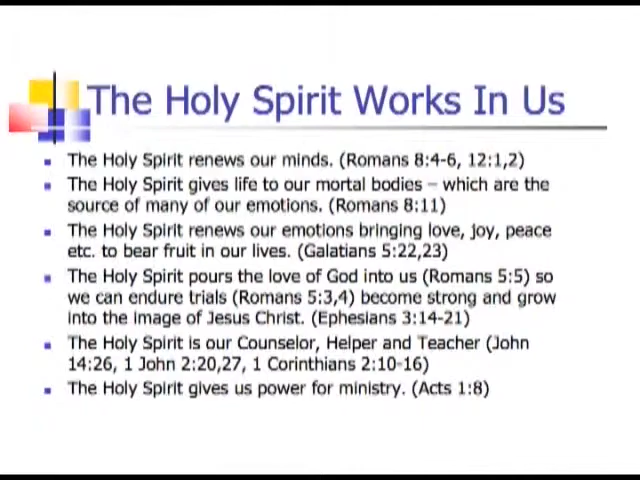 The Holy Spirit Works In Us
The Holy Spirit renews our minds. (Romans 8:4-6, 12:1,2)
The Holy Spirit gives life to our mortal bodies – which are the
source of many of our emotions. (Romans 8:11)
The Holy Spirit renews our emotions bringing love, joy, peace
etc. to bear fruit in our lives. (Galatians 5:22,23)
The Holy Spirit pours the love of God into us (Romans 5:5) so
we can endure trials (Romans 5:3,4) become strong and grow
into the image of Jesus Christ. (Ephesians 3:14-21)
The Holy Spirit is our Counselor, Helper and Teacher (John
14:26, 1 John 2:20,27, 1 Corinthians 2:10-16)
The Holy Spirit gives us power for ministry. (Acts 1:8)